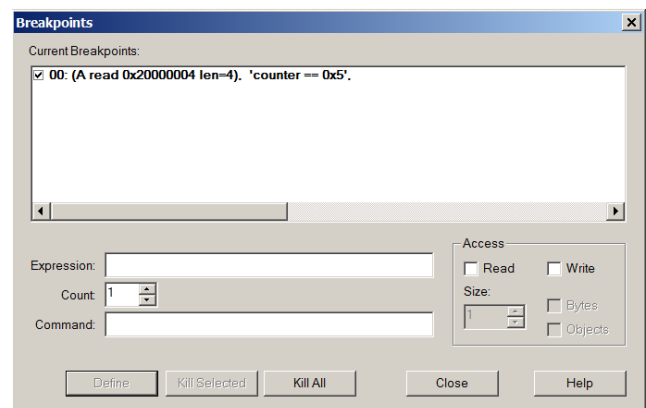 Breakpoints
Current Breakpoints:
00: (A read 0x20000004 len=4),  'counter == 0x5',
Access
Expression:
Read
Write
Count
1
Size:
1
Bytes
Command:
Objects
Define
Kill Selected
Kill All
Close
Help